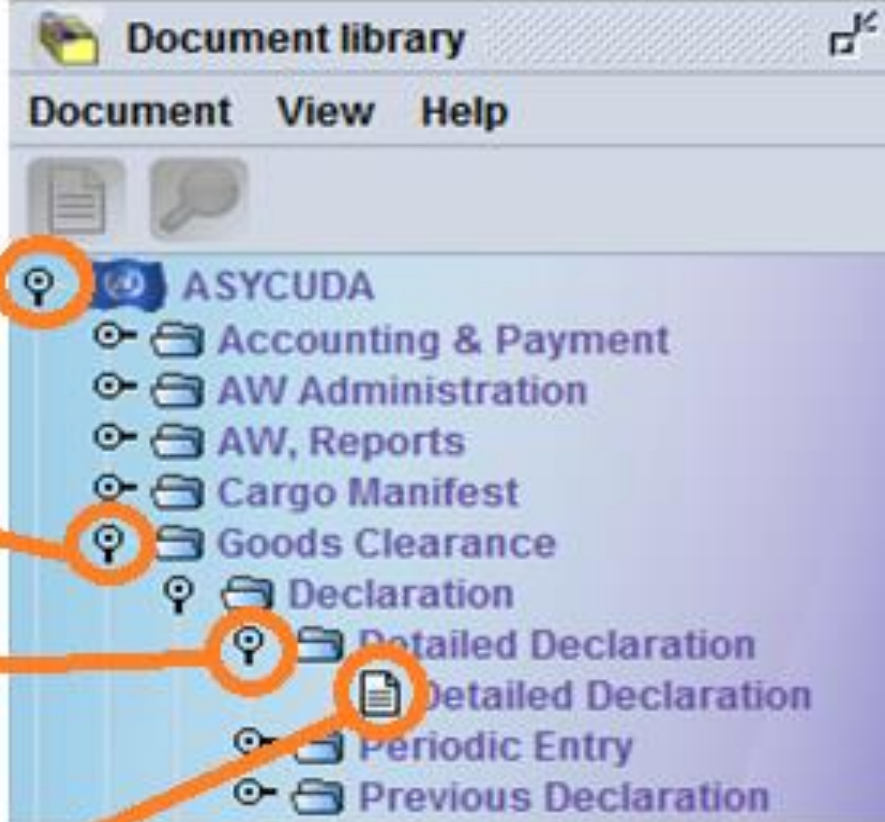 Document library
Document View Help
ASYCUDA
Accounting & Payment
AW Administration
AW, Reports
Cargo Manifest
Goods Clearance
Declaration
Detailed Declaration
Detailed Declaration
Periodic Entry
Previous Declaration